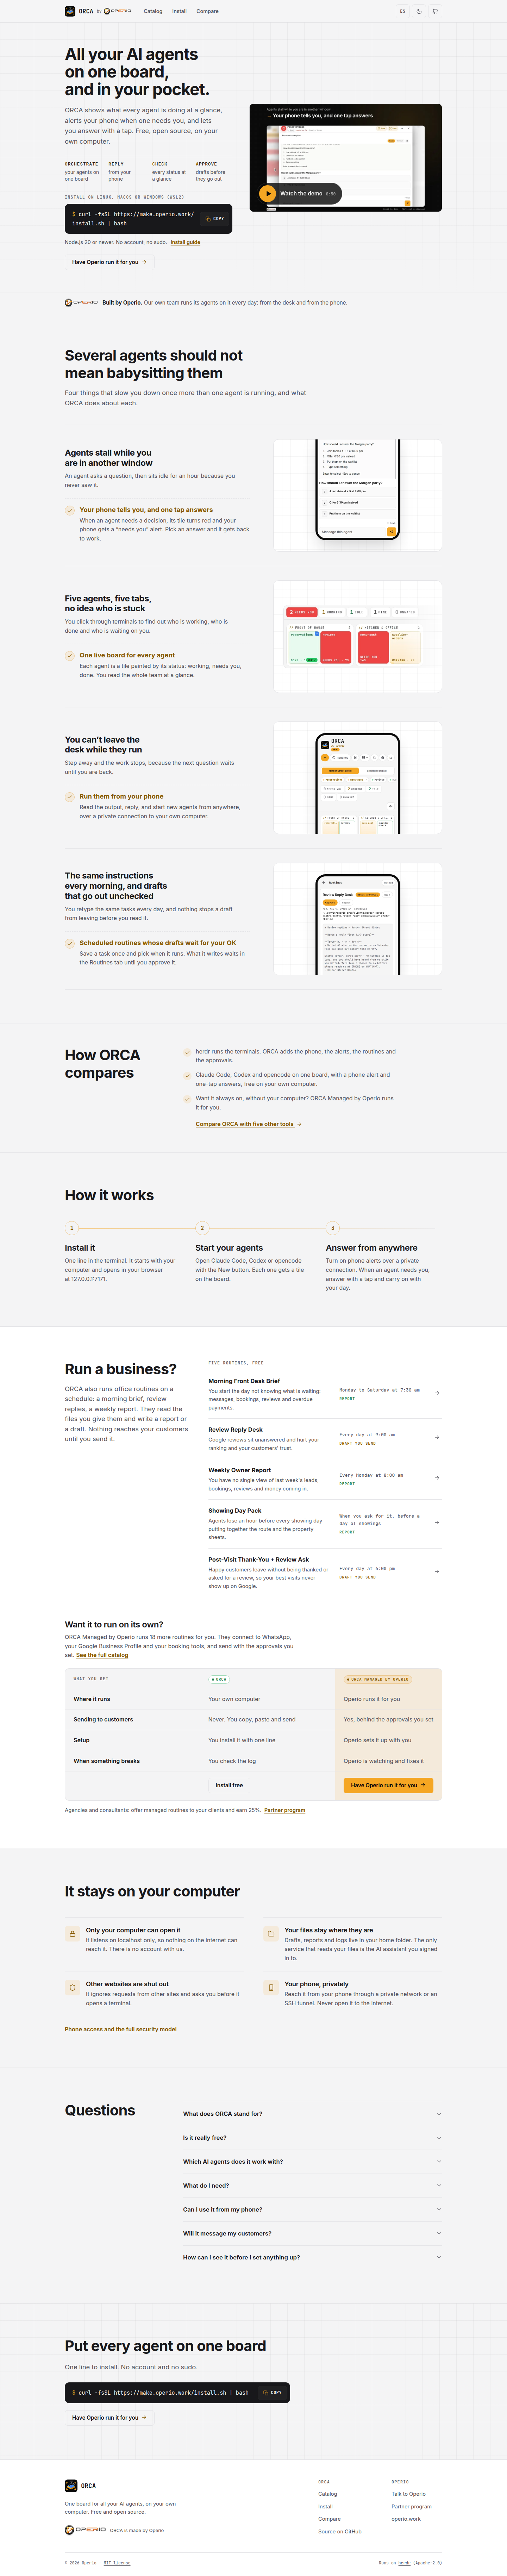 ORCA by OPERIO Catalog Install Compare ES
All your AI agents
on one board,
and in your pocket.
ORCA shows what every agent is doing at a glance,
alerts your phone when one needs you, and lets
you answer with a tap. Free, open source, on your
own computer.
ORCHESTRATE REPLY CHECK APPROVE
your agents on one board
from your phone
every status at a glance
drafts before they go out
INSTALL ON LINUX, MACOS OR WINDOWS (WSL2)
$ curl -fsSL https://make.operio.work/
install.sh | bash
COPY
Node.js 20 or newer. No account, no sudo. Install guide
Have Operio run it for you →
Agents stall while you are in another window
Your phone tells you, and one tap answers
Watch the demo
OPERIO Built by Operio. Our own team runs its agents on it every day: from the desk and from the phone.
Several agents should not
mean babysitting them
Four things that slow you down once more than one agent is running, and what
ORCA does about each.
Agents stall while you
are in another window
An agent asks a question, then sits idle for an hour because you
never saw it.
Your phone tells you, and one tap answers
When an agent needs a decision, its tile turns red and your
phone gets a “needs you” alert. Pick an answer and it gets back
to work.
How should I answer the Morgan party?
Message this agent…
Five agents, five tabs,
no idea who is stuck
You click through terminals to find out who is working, who is
done and who is waiting on you.
One live board for every agent
Each agent is a tile painted by its status: working, needs you,
done. You read the whole team at a glance.
2 NEEDS YOU 1 WORKING 1 IDLE 1 MINE
You can’t leave the
desk while they run
Step away and the work stops, because the next question waits
until you are back.
Run them from your phone
Read the output, reply, and start new agents from anywhere,
over a private connection to your own computer.
ORCA
The same instructions
every morning, and drafts
that go out unchecked
You retype the same tasks every day, and nothing stops a draft
from leaving before you read it.
Scheduled routines whose drafts wait for your OK
Save a task once and pick when it runs. What it writes waits in
the Routines tab until you approve it.
Routines
Review Reply Desk
How ORCA
compares
herdr runs the terminals. ORCA adds the phone, the alerts, the routines and
the approvals.
Claude Code, Codex and opencode on one board, with a phone alert and
one-tap answers, free on your own computer.
Want it always on, without your computer? ORCA Managed by Operio runs
it for you.
Compare ORCA with five other tools →
How it works
1 2 3
Install it
One line in the terminal. It starts with your
computer and opens in your browser
at 127.0.0.1:7171.
Start your agents
Open Claude Code, Codex or opencode
with the New button. Each one gets a tile
on the board.
Answer from anywhere
Turn on phone alerts over a private
connection. When an agent needs you,
answer with a tap and carry on with
your day.
Run a business?
ORCA also runs office routines on a
schedule: a morning brief, review
replies, a weekly report. They read the
files you give them and write a report or
a draft. Nothing reaches your customers
until you send it.
FIVE ROUTINES, FREE
Morning Front Desk Brief
You start the day not knowing what is waiting:
messages, bookings, reviews and overdue
payments.
Monday to Saturday at 7:30 am
REPORT
→
Review Reply Desk
Google reviews sit unanswered and hurt your
ranking and your customers' trust.
Every day at 9:00 am
DRAFT YOU SEND
→
Weekly Owner Report
You have no single view of last week's leads,
bookings, reviews and money coming in.
Every Monday at 8:00 am
REPORT
→
Showing Day Pack
Agents lose an hour before every showing day
putting together the route and the property
sheets.
When you ask for it, before a
day of showings
REPORT
→
Post-Visit Thank-You + Review Ask
Happy customers leave without being thanked or
asked for a review, so your best visits never
show up on Google.
Every day at 6:00 pm
DRAFT YOU SEND
→
Want it to run on its own?
ORCA Managed by Operio runs 18 more routines for you. They connect to WhatsApp,
your Google Business Profile and your booking tools, and send with the approvals you
set. See the full catalog
WHAT YOU GET ORCA ORCA MANAGED BY OPERIO
Where it runs Your own computer Operio runs it for you
Sending to customers Never. You copy, paste and send Yes, behind the approvals you set
Setup You install it with one line Operio sets it up with you
When something breaks You check the log Operio is watching and fixes it
Install free Have Operio run it for you →
Agencies and consultants: offer managed routines to your clients and earn 25%. Partner program
It stays on your computer
Only your computer can open it
It listens on localhost only, so nothing on the internet can
reach it. There is no account with us.
Your files stay where they are
Drafts, reports and logs live in your home folder. The only
service that reads your files is the AI assistant you signed
in to.
Other websites are shut out
It ignores requests from other sites and asks you before it
opens a terminal.
Your phone, privately
Reach it from your phone through a private network or an
SSH tunnel. Never open it to the internet.
Phone access and the full security model
Questions
What does ORCA stand for?
Is it really free?
Which AI agents does it work with?
What do I need?
Can I use it from my phone?
Will it message my customers?
How can I see it before I set anything up?
Put every agent on one board
One line to install. No account and no sudo.
$ curl -fsSL https://make.operio.work/install.sh | bash COPY
Have Operio run it for you →
ORCA
One board for all your AI agents, on your own
computer. Free and open source.
OPERIO ORCA is made by Operio
ORCA
Catalog
Install
Compare
Source on GitHub
OPERIO
Talk to Operio
Partner program
operio.work
© 2026 Operio · MIT license
Runs on herdr (Apache-2.0)